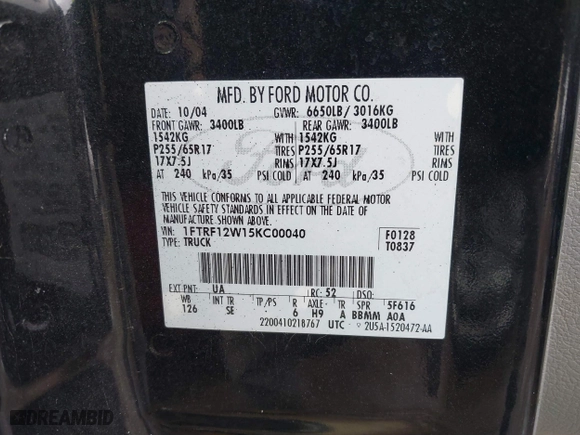 MFD. BY FORD MOTOR CO.
DATE: 10/04 GVWR: 6650LB/ 3016KG
FRONT GAWR: 3400LB REAR GAWR: 3400LB
1542KG WITH 1542KG WITH
P255/65R17 TIRES P255/65R17 TIRES
17X7.5J RIMS 17X7.5J RIMS
AT 240 kPa/35 PSI COLD AT 240 kPa/35 PSI COLD
THIS VEHICLE CONFORMS TO ALL APPLICABLE FEDERAL MOTOR
VEHICLE SAFETY STANDARDS IN EFFECT ON THE DATE OF
MANUFACTURE SHOWN ABOVE.
VIN: 1FTRF12W15KC00040 F0128
TYPE: TRUCK T0837
Ford
EXT PNT: UA RC: 52 DSO:
WB INT TR TP/PS R AXLE TR SPR 5F616
126 SE 6 H9 A BBMM A0A
2200410218767 UTC 2U5A-1520472-AA
DREAMBID